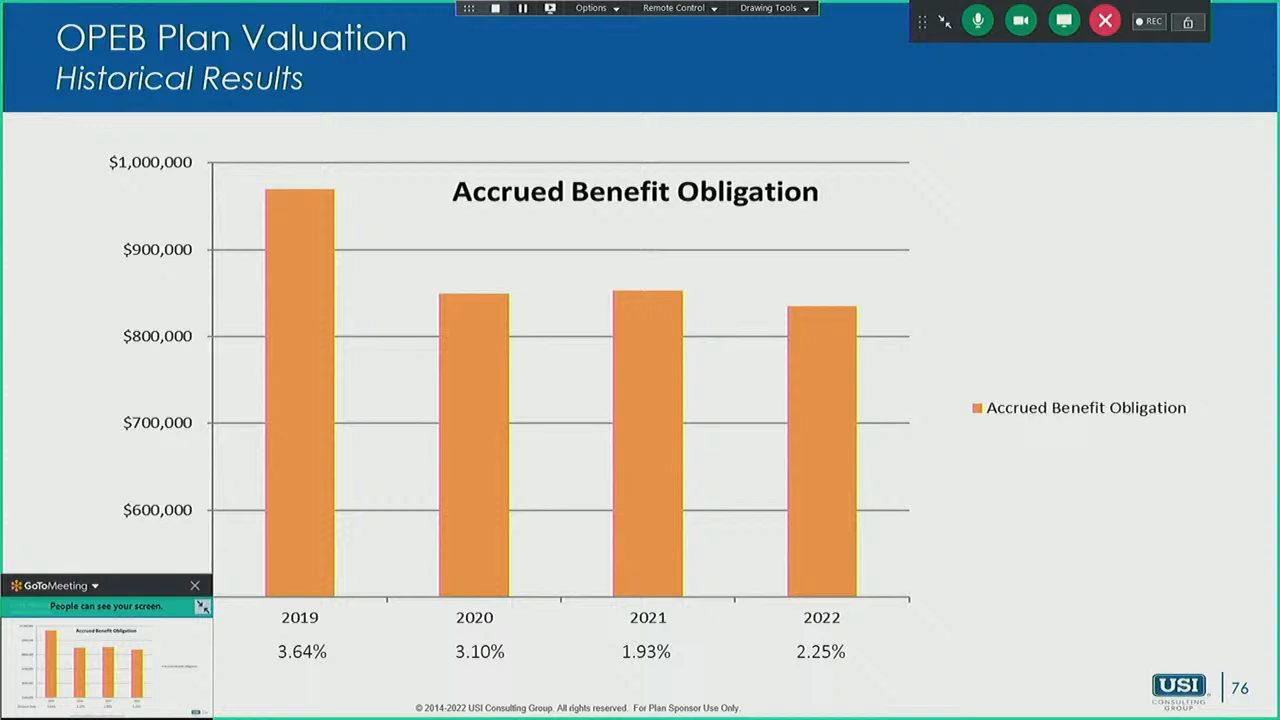 Options
Remote Control
Drawing Tools
REC
OPEB Plan Valuation
Historical Results
Accrued Benefit Obligation
$1,000,000
$900,000
$800,000
$700,000
$600,000
Accrued Benefit Obligation
2019 2020 2021 2022
3.64% 3.10% 1.93% 2.25%
GoToMeeting
People can see your screen.
Accrued Benefit Obligation
© 2014-2022 USI Consulting Group. All rights reserved. For Plan Sponsor Use Only.
USI
CONSULTING
GROUP
76